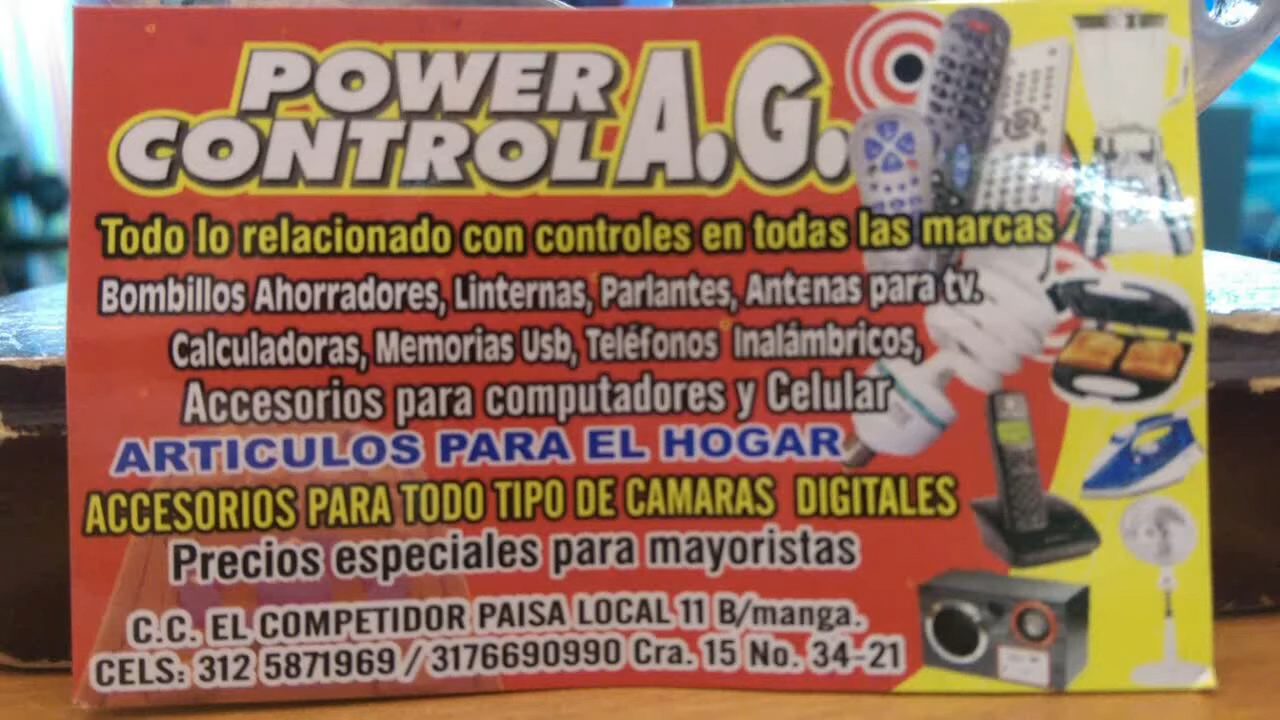 POWER
CONTROL A.G.
Todo lo relacionado con controles en todas las marcas
Bombillos Ahorradores, Linternas, Parlantes, Antenas para tv.
Calculadoras, Memorias Usb, Teléfonos Inalámbricos,
Accesorios para computadores y Celular
ARTICULOS PARA EL HOGAR
ACCESORIOS PARA TODO TIPO DE CAMARAS DIGITALES
Precios especiales para mayoristas
C.C. EL COMPETIDOR PAISA LOCAL 11 B/manga.
CELS: 312 5871969 / 3176690990 Cra. 15 No. 34-21